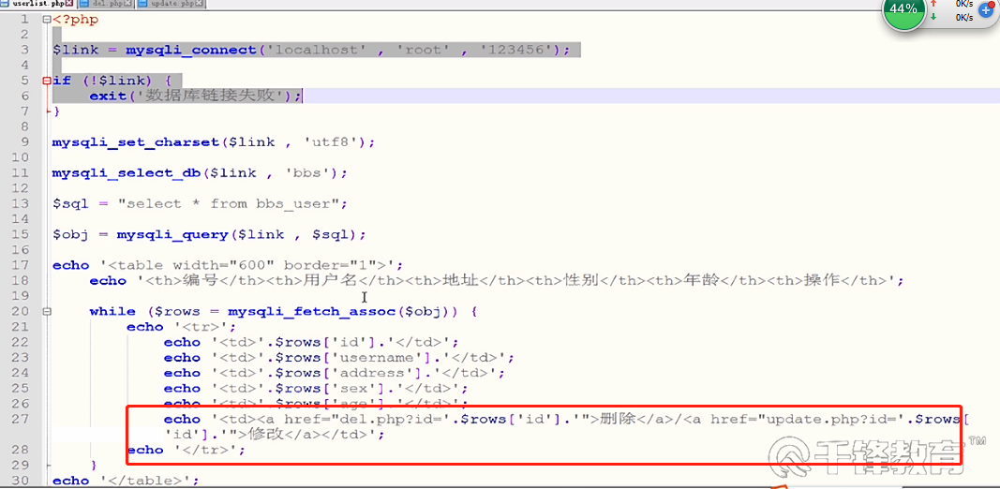 userlist.php del.php update.php
44% 0K/s
0K/s
1 <?php
2
3 $link = mysqli_connect('localhost' , 'root' , '123456');
4
5 if (!$link) {
6 exit('数据库链接失败');
7 }
8
9 mysqli_set_charset($link , 'utf8');
10
11 mysqli_select_db($link , 'bbs');
12
13 $sql = "select * from bbs_user";
14
15 $obj = mysqli_query($link , $sql);
16
17 echo '<table width="600" border="1">';
18 echo '<th>编号</th><th>用户名</th><th>地址</th><th>性别</th><th>年龄</th><th>操作</th>';
19
20 while ($rows = mysqli_fetch_assoc($obj)) {
21 echo '<tr>';
22 echo '<td>'.$rows['id'].'</td>';
23 echo '<td>'.$rows['username'].'</td>';
24 echo '<td>'.$rows['address'].'</td>';
25 echo '<td>'.$rows['sex'].'</td>';
26 echo '<td>'.$rows['age'].'</td>';
27 echo '<td><a href="del.php?id='.$rows['id'].'">删除</a>/<a href="update.php?id='.$rows[
'id'].'">修改</a></td>';
28 echo '</tr>';
29 }
30 echo '</table>';
千锋教育™